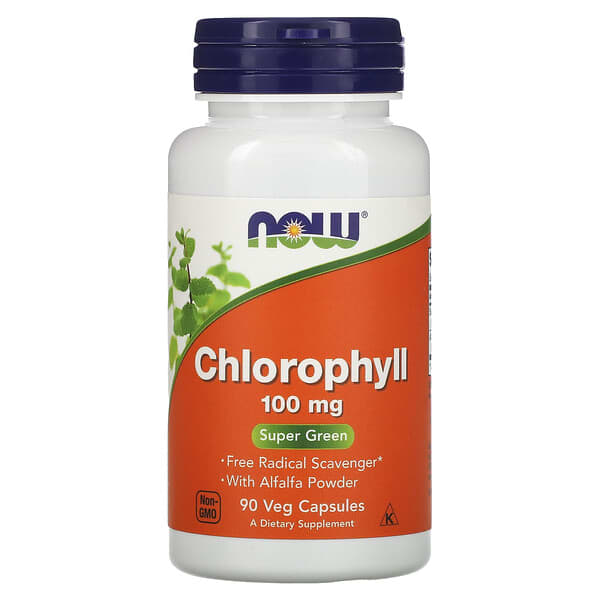 NOW®
Chlorophyll
100 mg
Super Green
• Free Radical Scavenger*
• With Alfalfa Powder
Non-
GMO
90 Veg Capsules
A Dietary Supplement
K